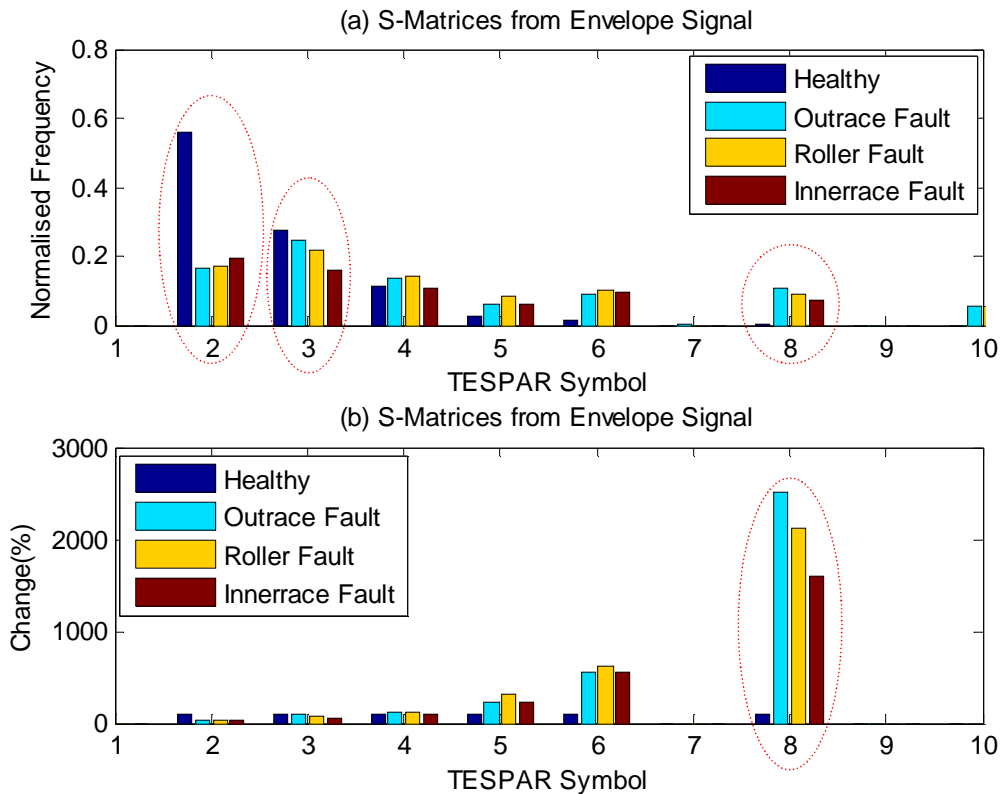 (a) S-Matrices from Envelope Signal
Normalised Frequency
0.8
0.6
0.4
0.2
0
Healthy
Outrace Fault
Roller Fault
Innerrace Fault
1 2 3 4 5 6 7 8 9 10
TESPAR Symbol
(b) S-Matrices from Envelope Signal
Change(%)
3000
2000
1000
0
Healthy
Outrace Fault
Roller Fault
Innerrace Fault
1 2 3 4 5 6 7 8 9 10
TESPAR Symbol